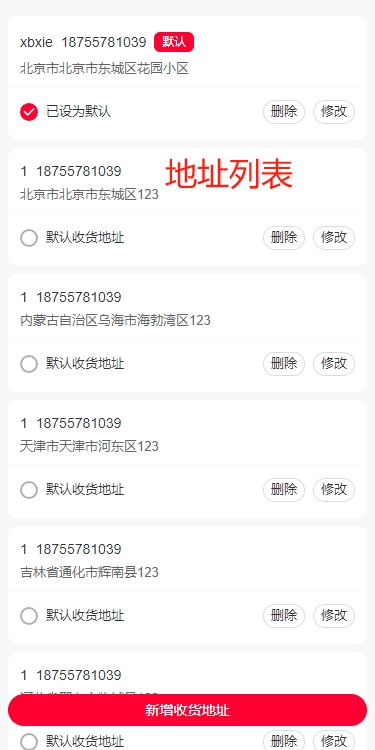 xbxie 18755781039 默认
北京市北京市东城区花园小区
已设为默认 删除 修改
1 18755781039
地址列表
北京市北京市东城区123
默认收货地址 删除 修改
1 18755781039
内蒙古自治区乌海市海勃湾区123
默认收货地址 删除 修改
1 18755781039
天津市天津市河东区123
默认收货地址 删除 修改
1 18755781039
吉林省通化市辉南县123
默认收货地址 删除 修改
1 18755781039
新增收货地址
默认收货地址 删除 修改